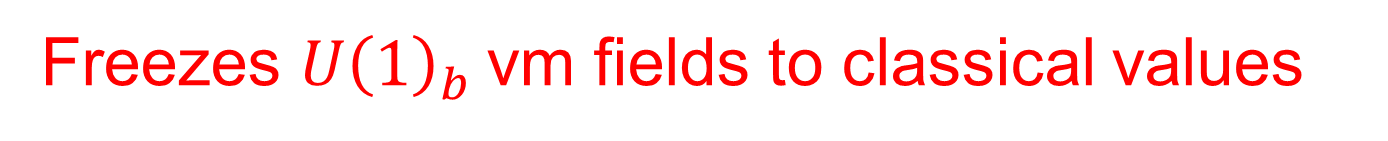 Freezes $U(1)_b$ vm fields to classical values